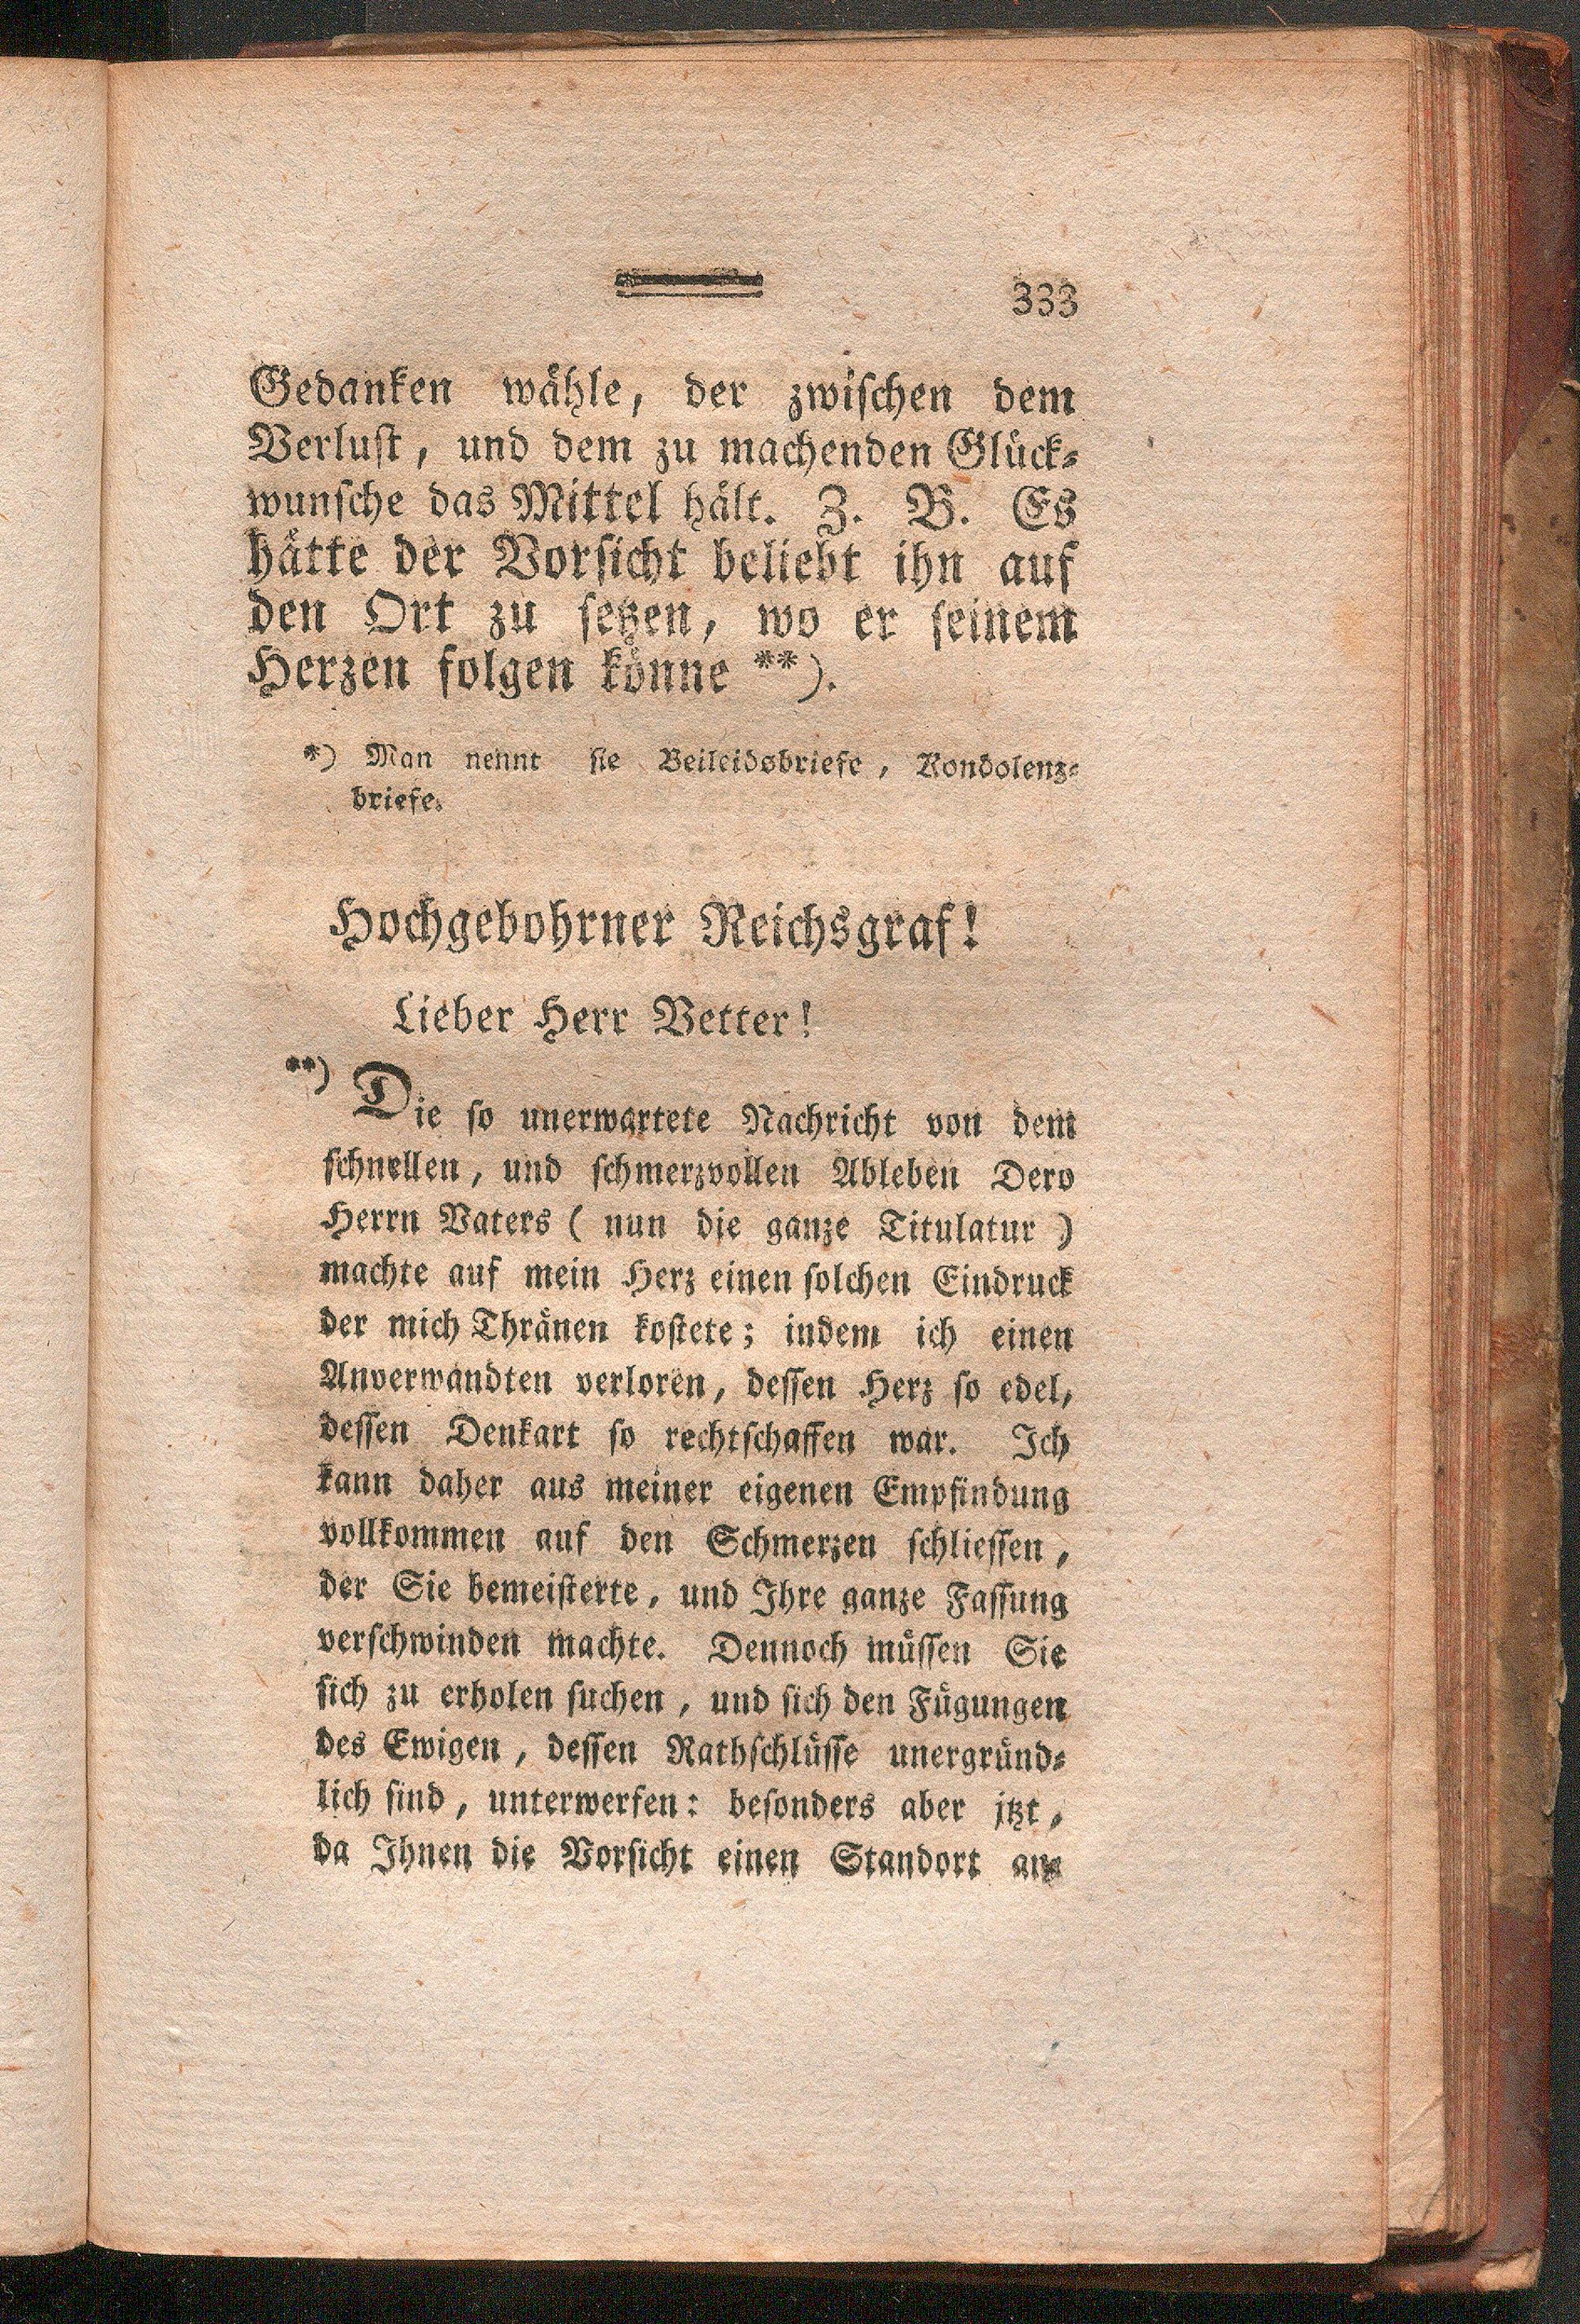 333
Gedanken wähle, der zwischen dem
Verlust, und dem zu machenden Glück-
wunsche das Mittel hält. Z. B. Es
hätte der Vorsicht beliebt ihn auf
den Ort zu setzen, wo er seinem
Herzen folgen könne **).
*) Man nennt sie Beileidsbriefe, Kondolenz-
briefe.
Hochgebohrner Reichsgraf!
Lieber Herr Vetter!
**) Die so unerwartete Nachricht von dem
schnellen, und schmerzvollen Ableben Dero
Herrn Vaters ( nun die ganze Titulatur )
machte auf mein Herz einen solchen Eindruck
der mich Thränen kostete; indem ich einen
Anverwandten verloren, dessen Herz so edel,
dessen Denkart so rechtschaffen war. Ich
kann daher aus meiner eigenen Empfindung
vollkommen auf den Schmerzen schliessen,
der Sie bemeisterte, und Ihre ganze Fassung
verschwinden machte. Dennoch müssen Sie
sich zu erholen suchen, und sich den Fügungen
des Ewigen, dessen Rathschlüsse unergründ-
lich sind, unterwerfen: besonders aber jtzt,
da Ihnen die Vorsicht einen Standort an-